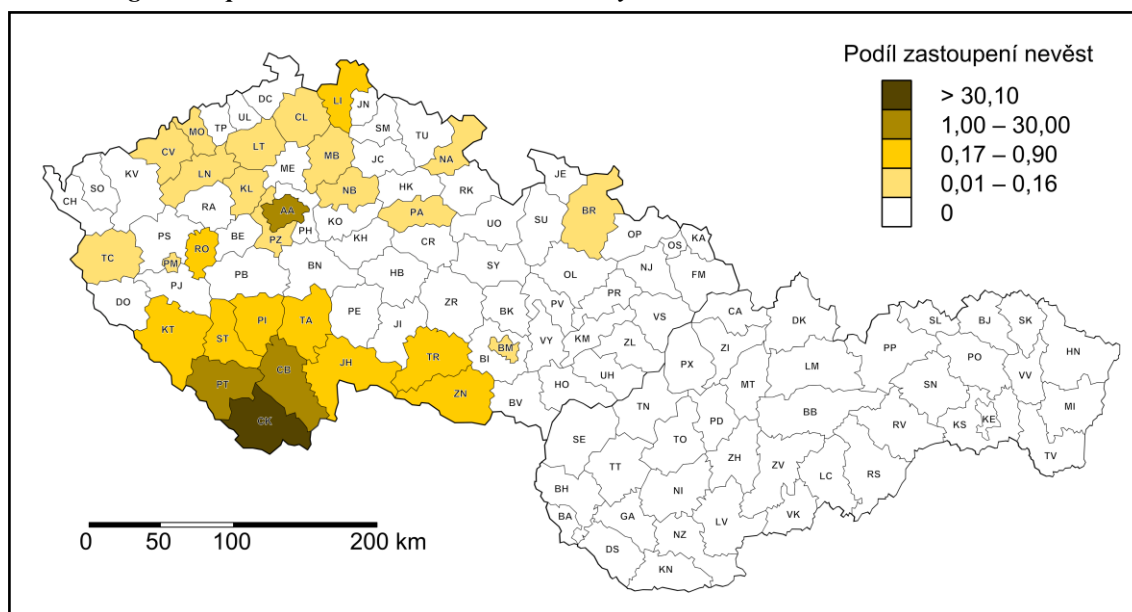 Podíl zastoupení nevěst
> 30,10
1,00 – 30,00
0,17 – 0,90
0,01 – 0,16
0
DC
LI
JN
UL
CL
TP
MO
SM
TU
CV
LT
MB
JC
NA
ME
LN
KV
SO
KL
NB
HK
RK
JE
CH
RA
AA
PA
BR
KO
UO
SU
PS
RO
BE
PZ
PH
OP
KA
KH
CR
OS
TC
PM
SY
NJ
FM
PJ
PB
BN
HB
OL
PR
DO
ZR
PV
VS
CA
KT
ST
PI
TA
PE
JI
BK
DK
SL
BJ
SK
VY
KM
ZL
ZI
PP
HN
TR
BI
BM
PX
LM
PO
CB
JH
UH
VV
PT
ZN
HO
MT
SN
BV
TN
BB
MI
CK
PD
KS
KE
RV
SE
TO
TV
TT
ZH
ZV
LC
RS
BH
NI
BA
GA
LV
VK
NZ
DS
KN
0
50
100
200 km